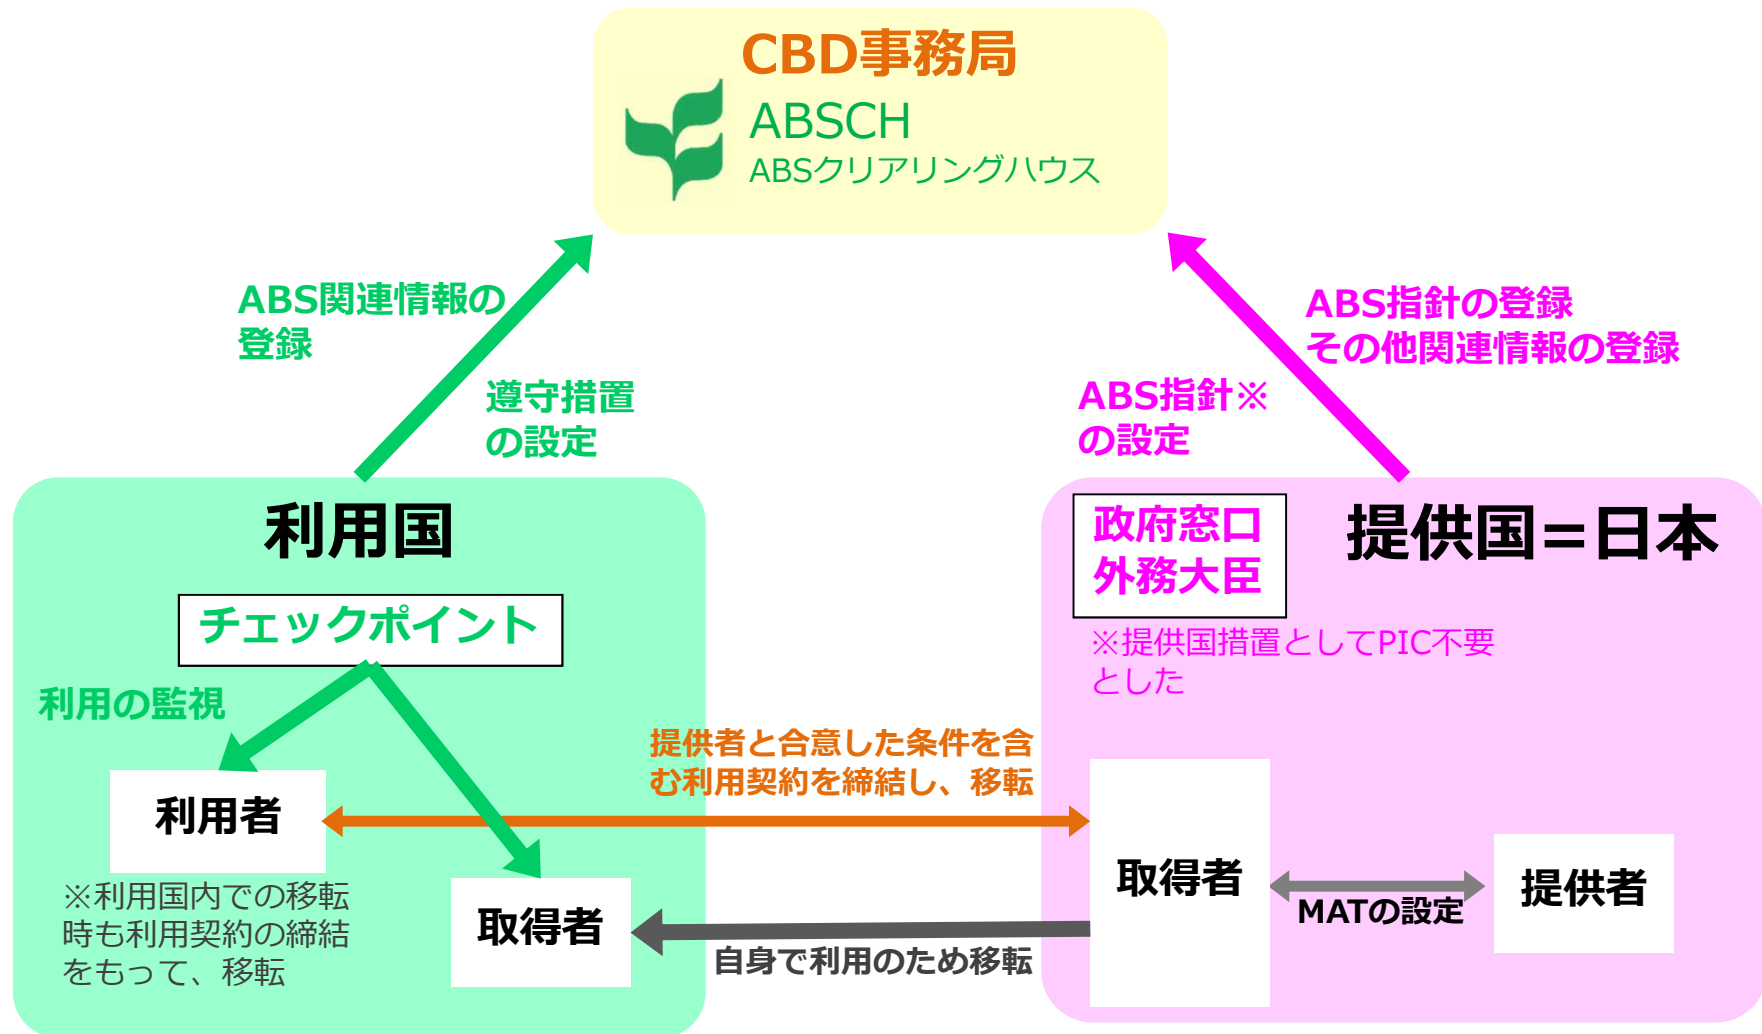 CBD事務局
ABSCH
ABSクリアリングハウス
ABS関連情報の
登録
遵守措置
の設定
ABS指針の登録
その他関連情報の登録
ABS指針※
の設定
利用国
チェックポイント
利用の監視
利用者
※利用国内での移転
時も利用契約の締結
をもって、移転
取得者
提供者と合意した条件を含
む利用契約を締結し、移転
自身で利用のため移転
政府窓口
外務大臣
提供国=日本
※提供国措置としてPIC不要
とした
取得者
MATの設定
提供者